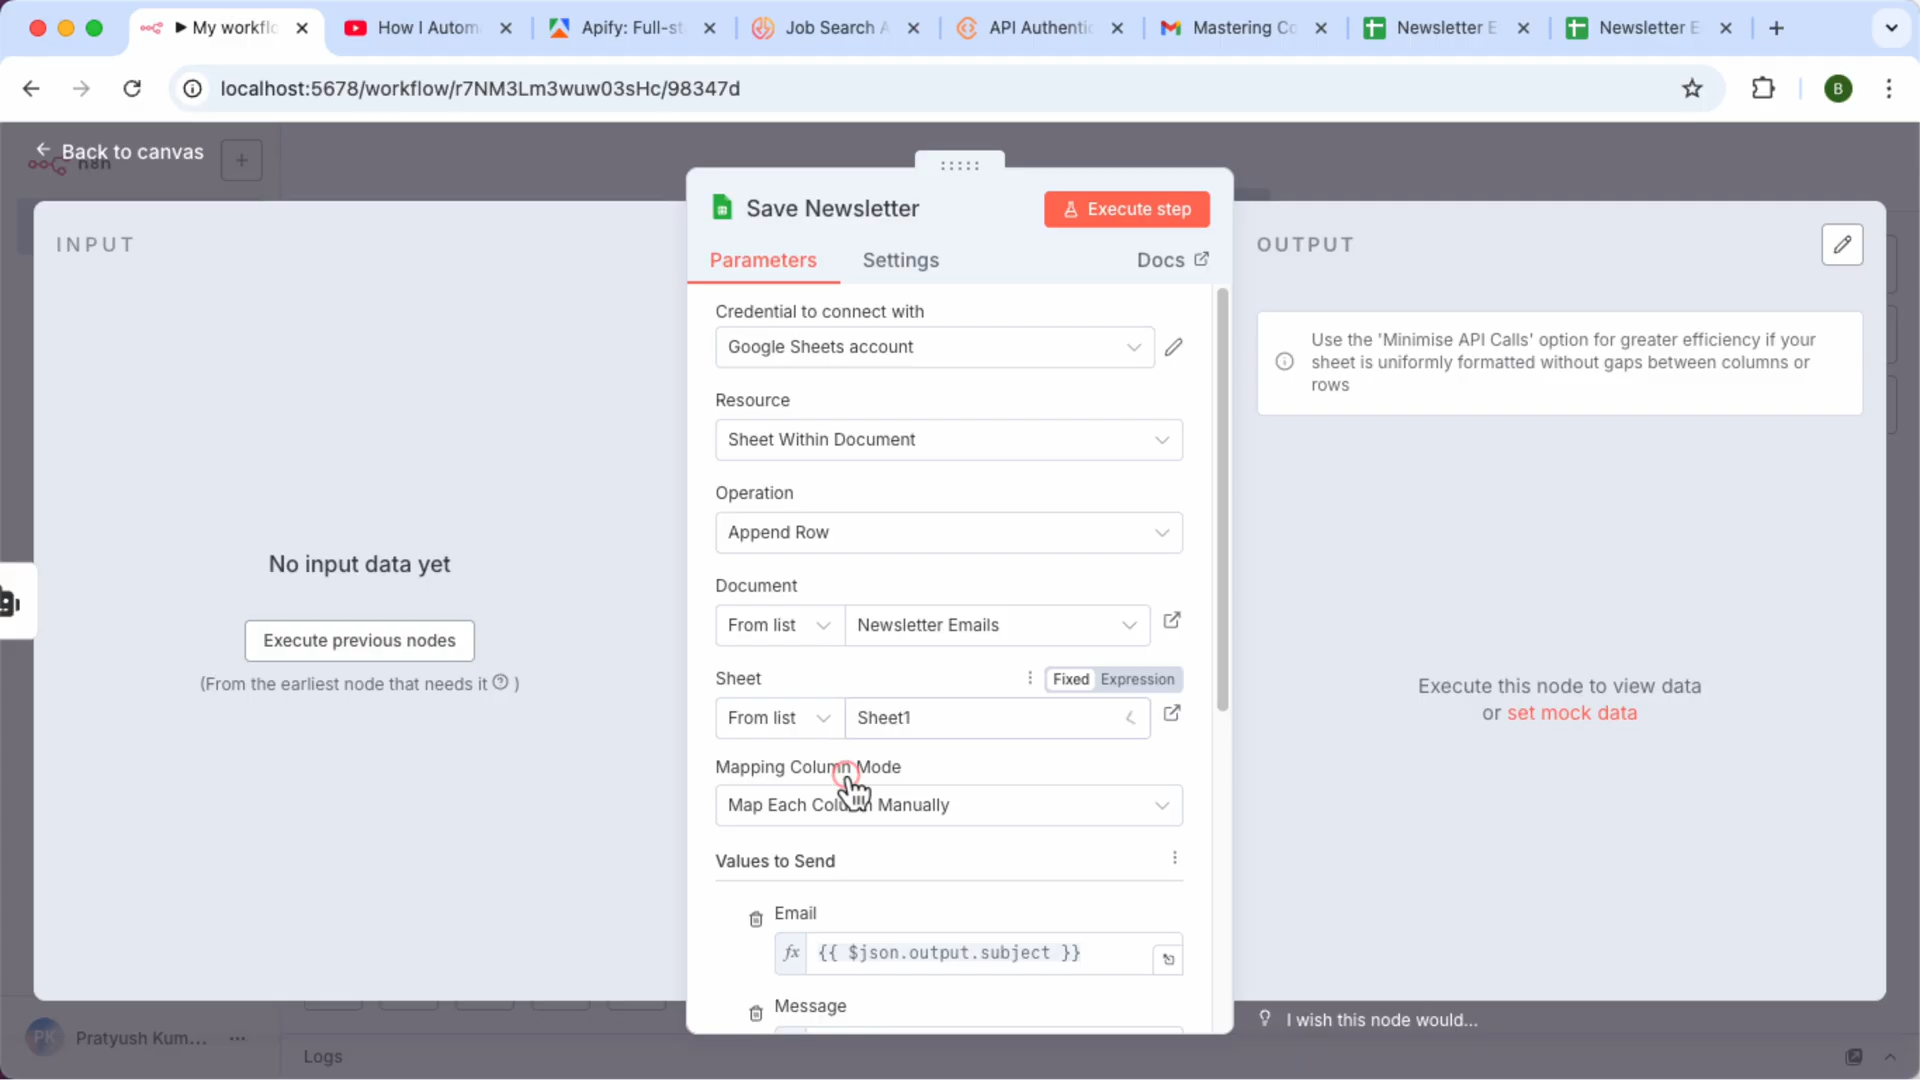 My workflo
How I Autom
Apify: Full-st
Job Search A
API Authentic
Mastering Co
Newsletter E
Newsletter E
localhost:5678/workflow/r7NM3Lm3wuw03sHc/98347d
B
Back to canvas
n8n
Save Newsletter
Execute step
INPUT
Parameters
Settings
Docs
OUTPUT
Credential to connect with
Google Sheets account
Use the 'Minimise API Calls' option for greater efficiency if your
sheet is uniformly formatted without gaps between columns or
rows
Resource
Sheet Within Document
Operation
Append Row
No input data yet
Execute previous nodes
(From the earliest node that needs it ? )
Document
From list
Newsletter Emails
Sheet
Fixed
Expression
From list
Sheet1
Execute this node to view data
or set mock data
Mapping Column Mode
Map Each Column Manually
Values to Send
Email
fx
{{ $json.output.subject }}
Message
I wish this node would...
PK
Pratyush Kum...
Logs